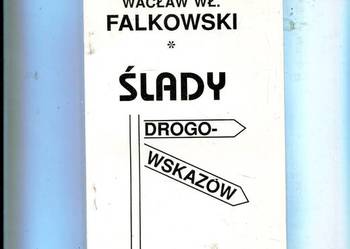 WACŁAW WŁ.
FALKOWSKI
*
ŚLADY
DROGO-
WSKAZÓW